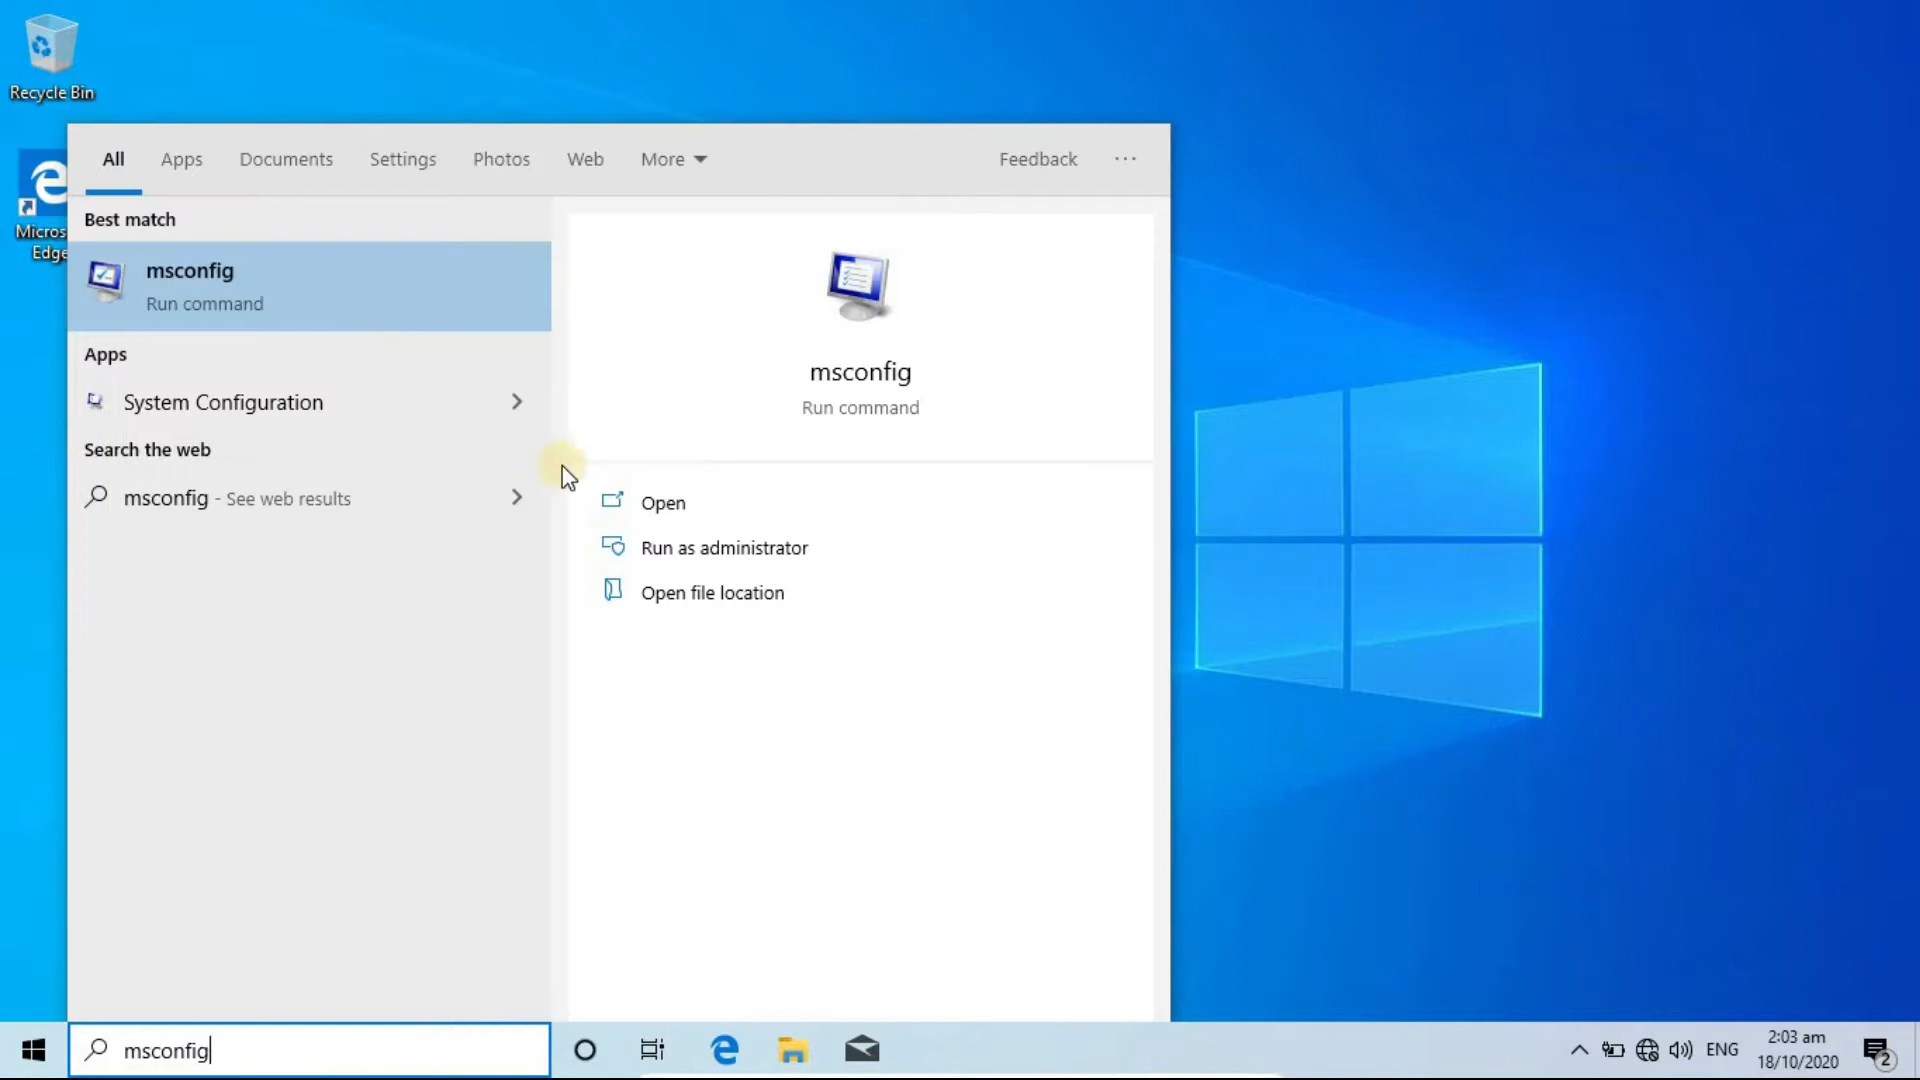 Recycle Bin
Micros
Edge
All Apps Documents Settings Photos Web More Feedback ···
Best match
msconfig
Run command
Apps
System Configuration
Search the web
msconfig - See web results
msconfig
Run command
Open
Run as administrator
Open file location
msconfig
ENG
2:03 am
18/10/2020
2